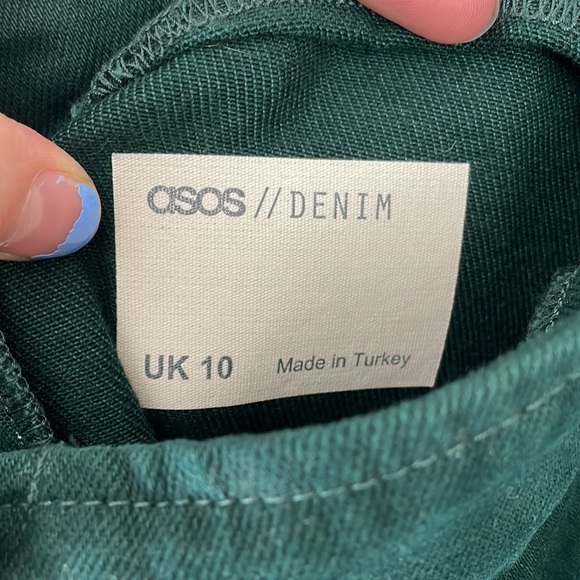 asos // DENIM
UK 10 Made in Turkey